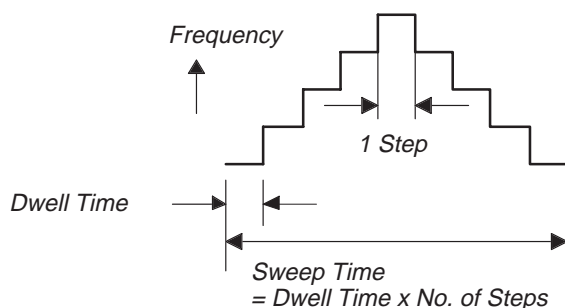 Frequency
1 Step
Dwell Time
Sweep Time
= Dwell Time x No. of Steps